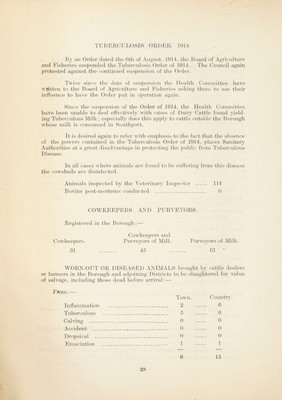 TUBERCULOSIS ORDER. 1914
By an Order dated the 6th of August, 1914, the Board of Agriculture
and Fisheries suspended the Tuberculosis Order of 1914. The Council again
protested against the continued suspension of the Order.
Twice since the date of suspension the Health Committee have
written to the Board of Agriculture and Fisheries asking them to use their
influence to have the Order put in operation again.
Since the suspension of the Order of 1914, the Health Committee
have been unable to deal effectively with cases of Dairy Cattle found yield-
ing Tuberculous Milk; especially does this apply to cattle outside the Borough
whose milk is consumed in Southport.
It is desired again to refer with emphasis to the fact that the absence
of the powers contained in the Tuberculosis Order of 1914, places Sanitary
Authorities at a great disadvantage in protecting the public from Tuberculous
Disease.
In all cases where animals are found to be suffering from this disease
the cowsheds are disinfected.
Animals inspected by the Veterinary Inspector ...... 114
Bovine post-mortems conducted ...... 0
COWKEEPERS AND PURVEYORS.
Registered in the Borough:—
Cowkeepers and
Cowkeepers. Purveyors of Milk. Purveyors of Milk.
31 45 61
WORN-OUT OR DISEASED ANIMALS brought by cattle dealers
or farmers in the Borough and adjoining Districts to be slaughtered for value
of salvage, including those dead before arrival:—
From:—
Town. Country.
Inflammation ...... 2 ...... 6
Tuberculous ...... 5 ...... 6
Calving ...... 0 ...... 0
Accident ...... 0 ...... 0
Dropsical ...... 0 ...... 0
Emaciation ...... 1 ...... 1
8 13
28